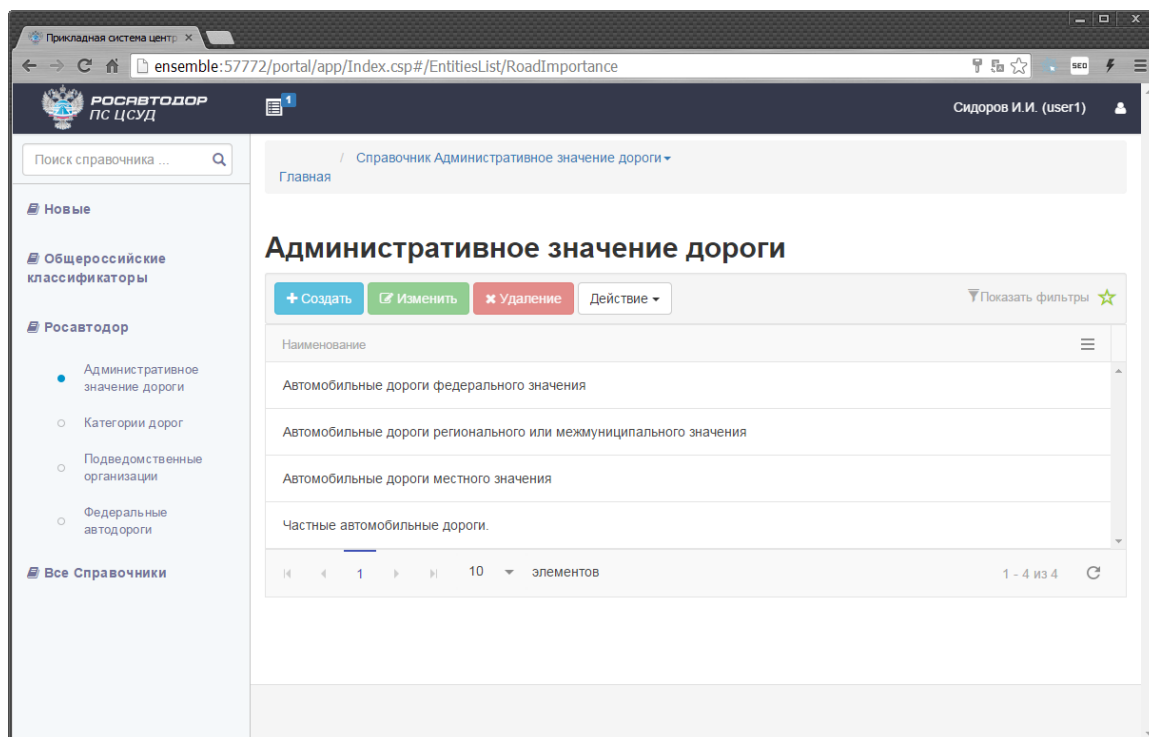 Прикладная система центр
ensemble:57772/portal/app/Index.csp#/EntitiesList/RoadImportance
SEO
РОСАВТОДОР
ПС ЦСУД
1
Сидоров И.И. (user1)
Поиск справочника ...
Новые
Общероссийские
классификаторы
Росавтодор
Административное
значение дороги
Категории дорог
Подведомственные
организации
Федеральные
автодороги
Все Справочники
/ Справочник Административное значение дороги
Главная
Административное значение дороги
Создать
Изменить
Удаление
Действие
Показать фильтры
Наименование
Автомобильные дороги федерального значения
Автомобильные дороги регионального или межмуниципального значения
Автомобильные дороги местного значения
Частные автомобильные дороги.
1
10
элементов
1 - 4 из 4